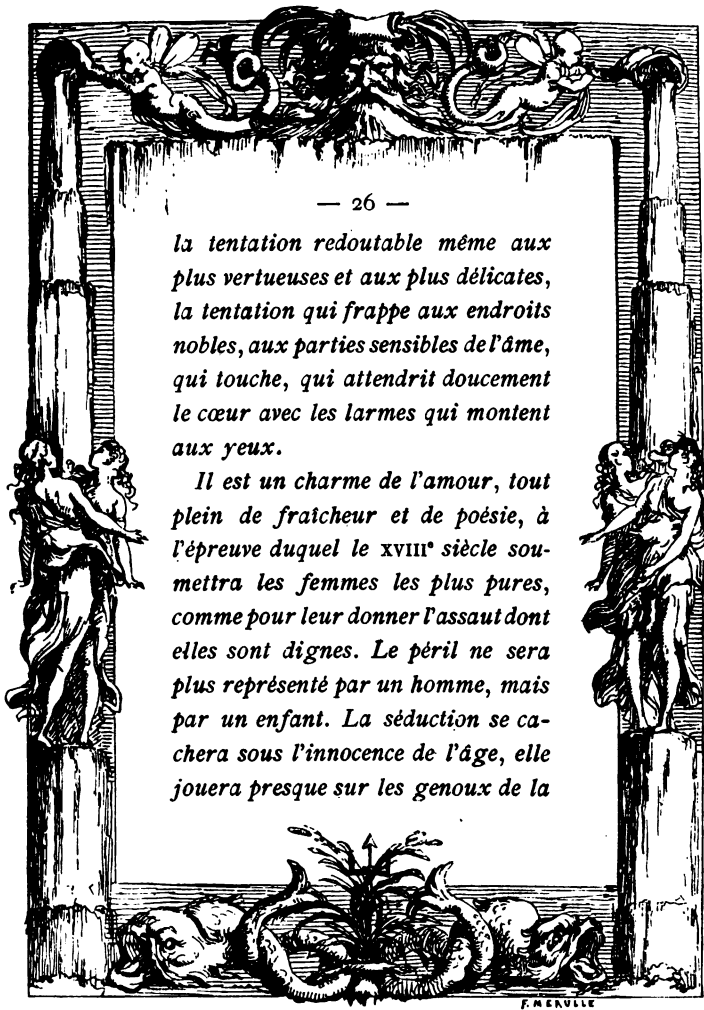 — 26 —
la tentation redoutable même aux
plus vertueuses et aux plus délicates,
la tentation qui frappe aux endroits
nobles, aux parties sensibles de l'âme,
qui touche, qui attendrit doucement
le cœur avec les larmes qui montent
aux yeux.
Il est un charme de l'amour, tout
plein de fraîcheur et de poésie, à
l'épreuve duquel le XVIIIe siècle sou-
mettra les femmes les plus pures,
comme pour leur donner l'assaut dont
elles sont dignes. Le péril ne sera
plus représenté par un homme, mais
par un enfant. La séduction se ca-
chera sous l'innocence de l'âge, elle
jouera presque sur les genoux de la
F. MERULLE